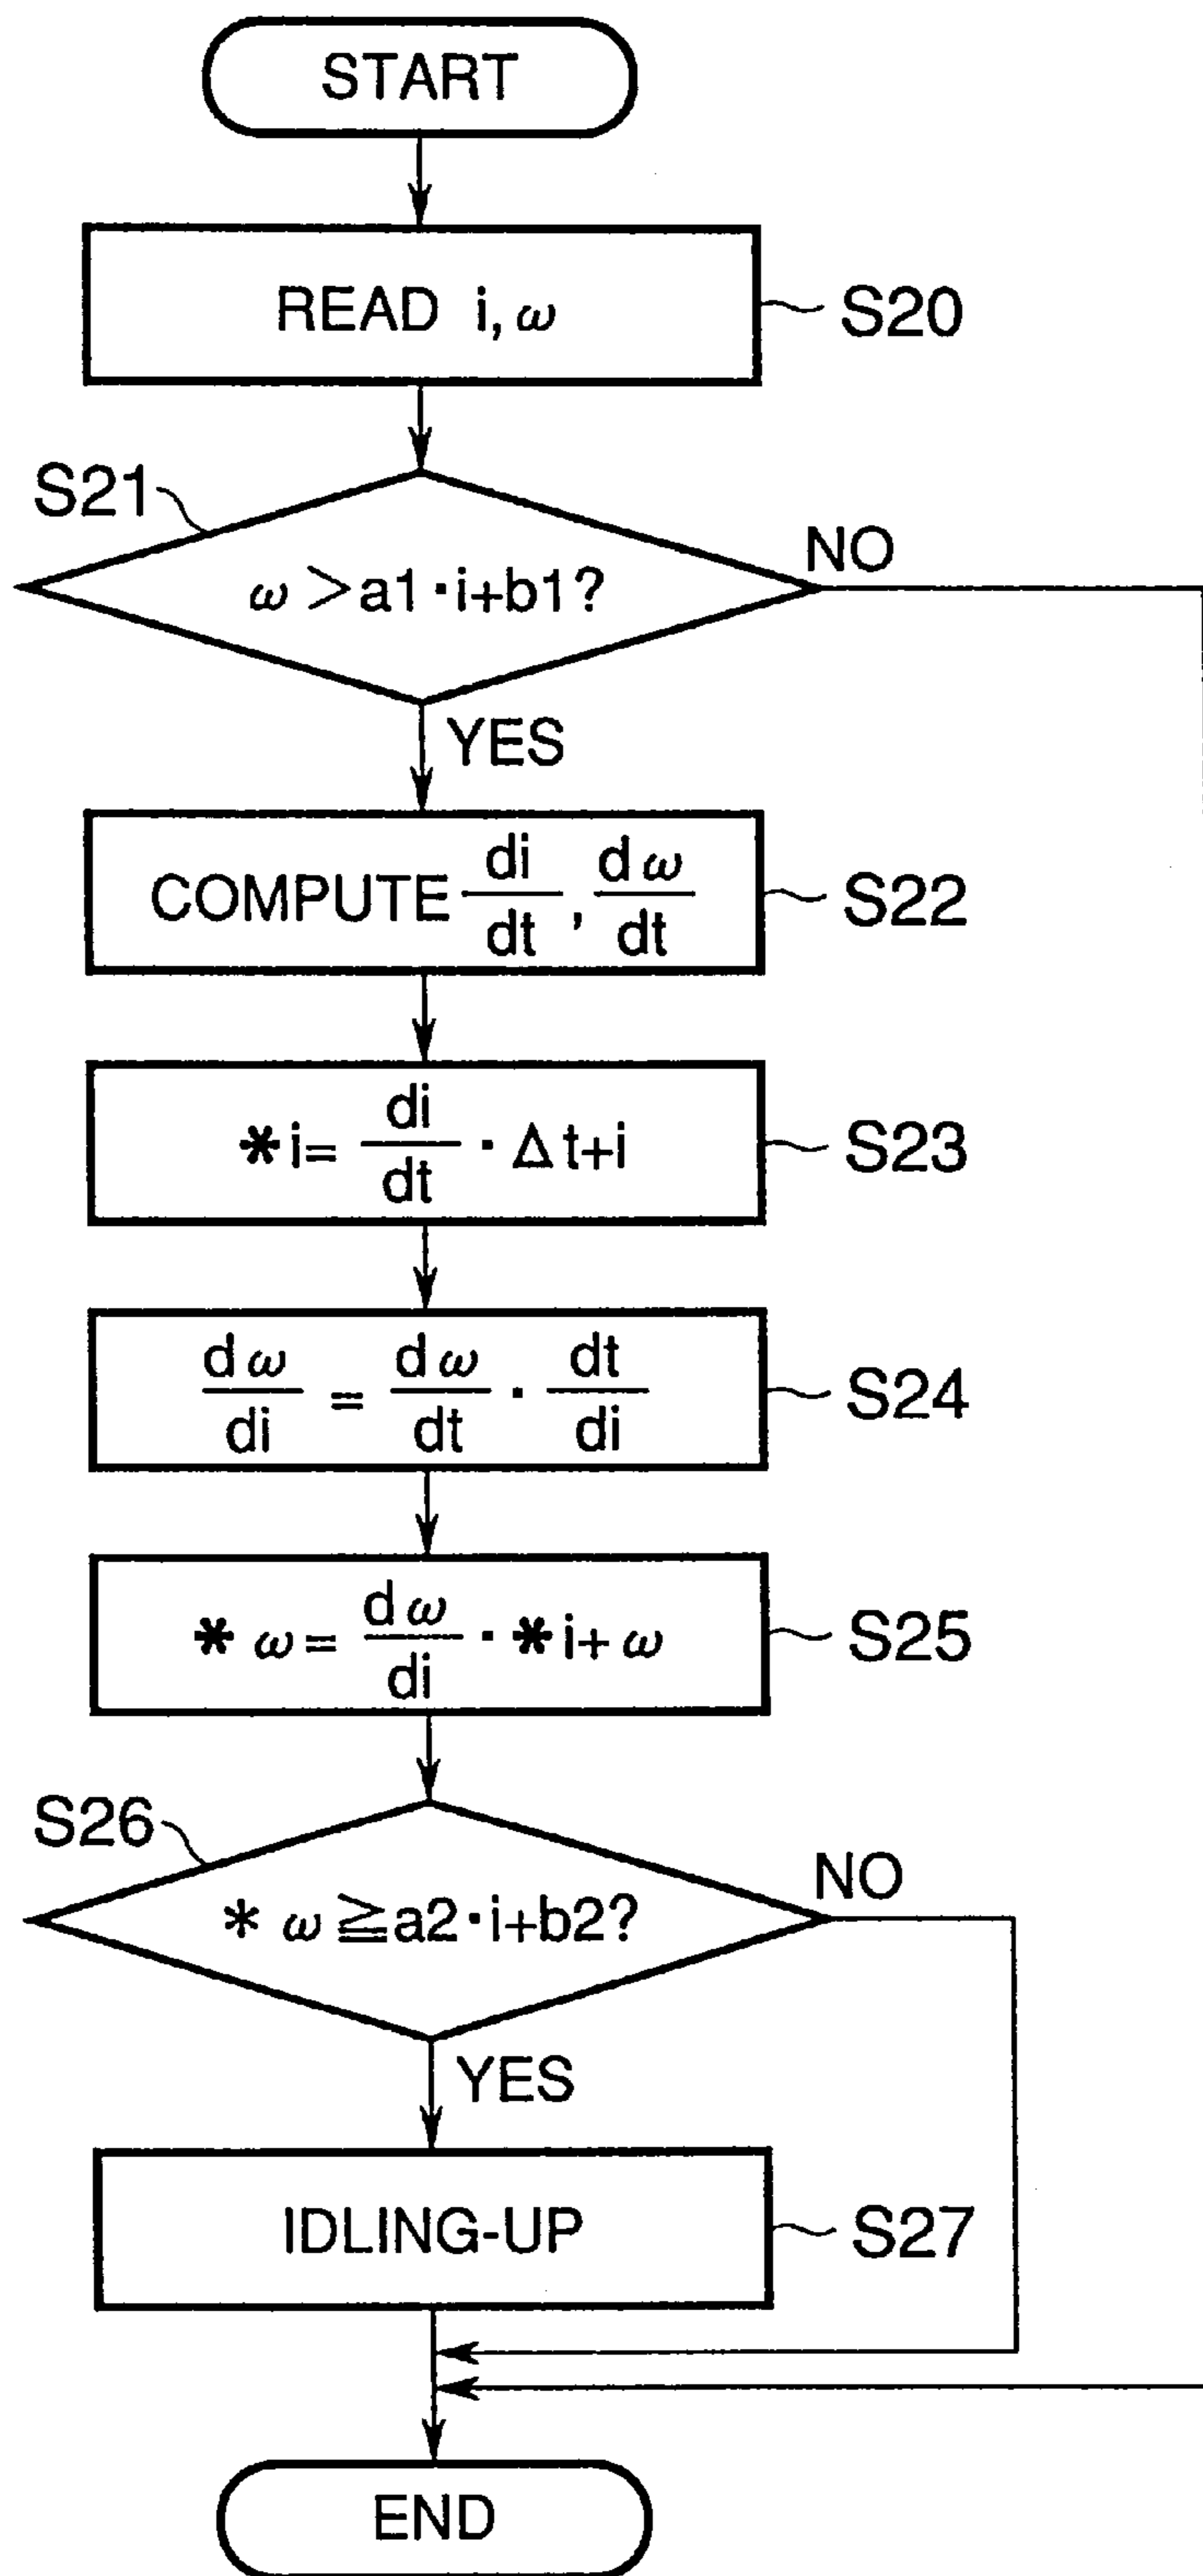 START
READ i, ω
S20
S21
ω > a1・i+b1?
NO
YES
COMPUTE di/dt , dω/dt
S22
*i= di/dt ・ Δt+i
S23
dω/di = dω/dt ・ dt/di
S24
* ω= dω/di ・ *i+ ω
S25
S26
* ω ≧ a2・i+b2?
NO
YES
IDLING-UP
S27
END